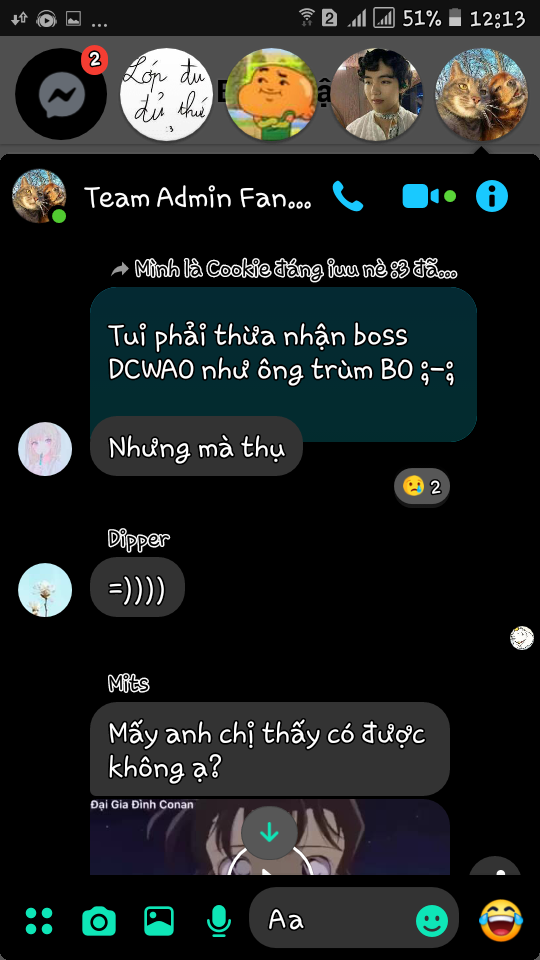 ... 2 51% 12:13
2
Lớp đu
đủ thứ
:3
Team Admin Fan...
Mình là Cookie đáng iuu nè :3 đã...
Tui phải thừa nhận boss
DCWAO như ông trùm BO ;-;
Nhưng mà thụ
2
Dipper
=))))
Mits
Mấy anh chị thấy có được
không ạ?
Đại Gia Đình Conan
Aa